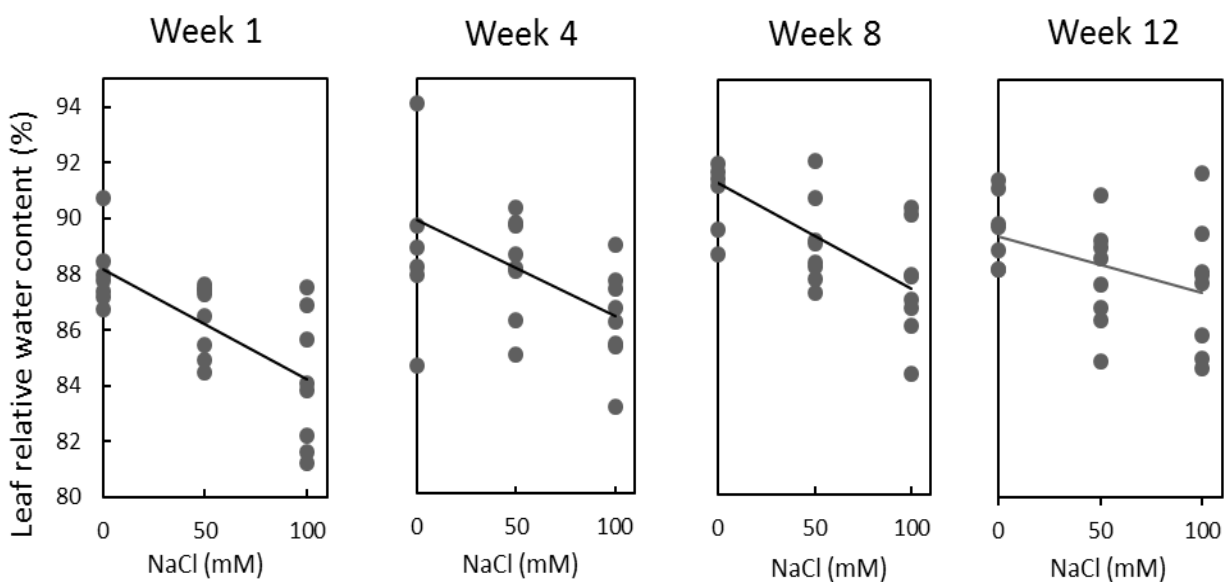 Week 1
Week 4
Week 8
Week 12
Leaf relative water content (%)
94
92
90
88
86
84
82
80
0 50 100
0 50 100
0 50 100
0 50 100
NaCl (mM)
NaCl (mM)
NaCl (mM)
NaCl (mM)